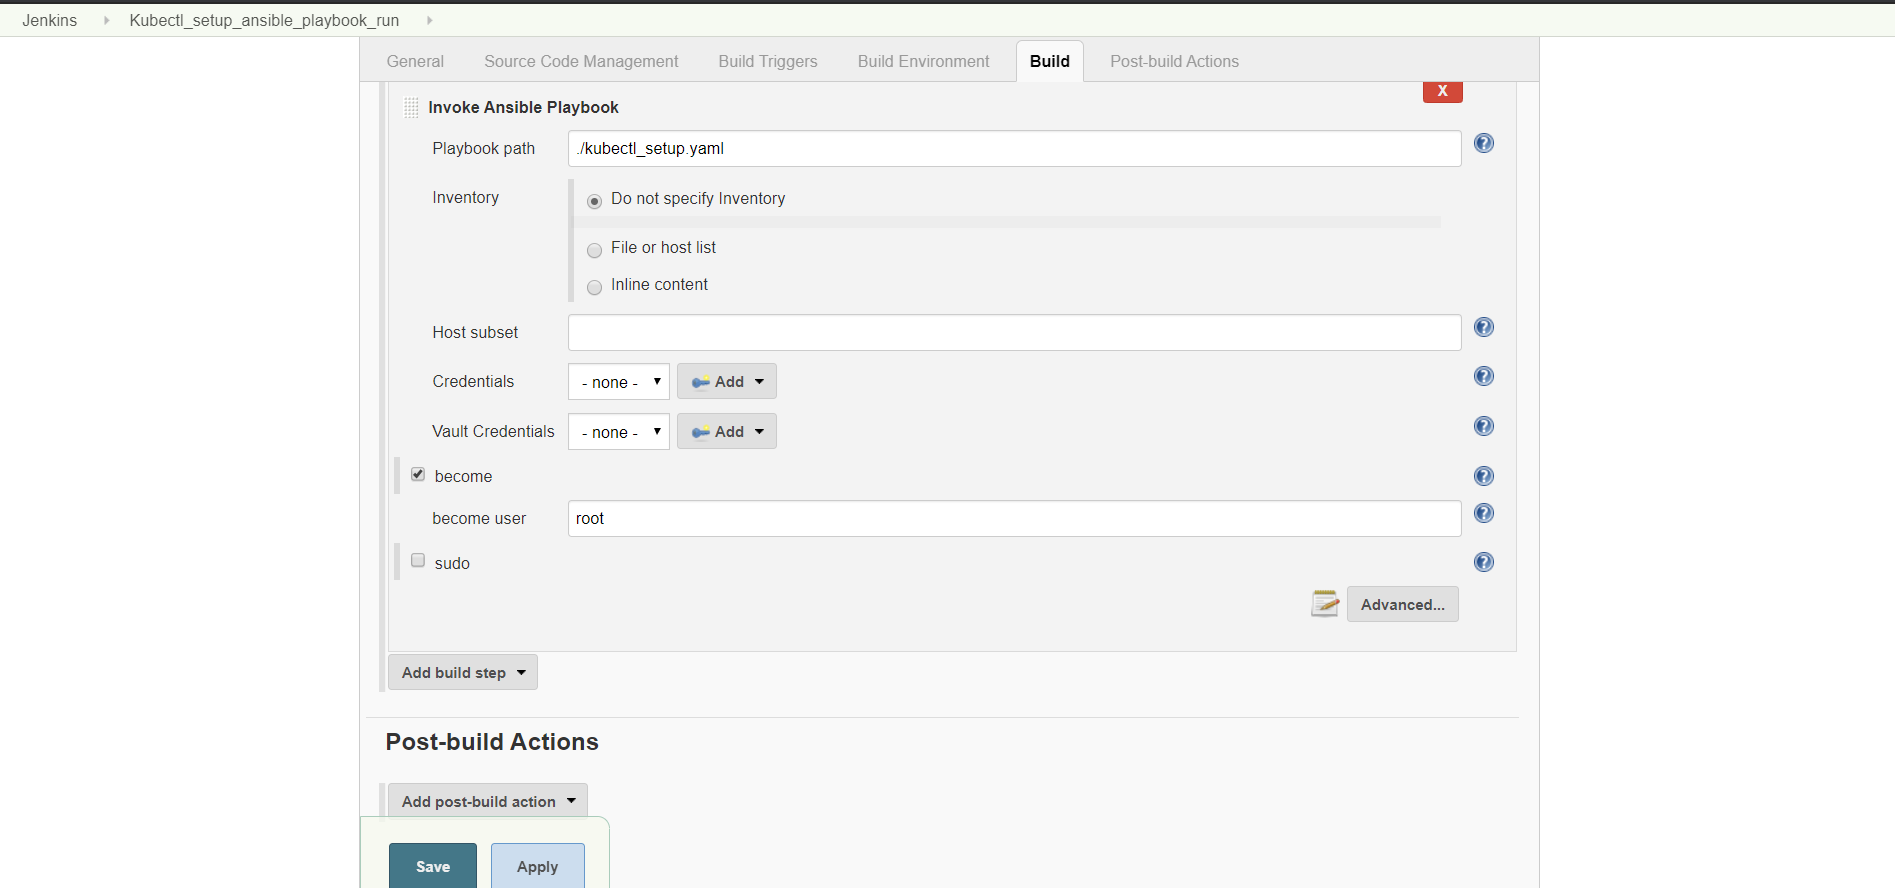 Jenkins Kubectl_setup_ansible_playbook_run
General Source Code Management Build Triggers Build Environment Build Post-build Actions
X
Invoke Ansible Playbook
Playbook path ./kubectl_setup.yaml ?
Inventory Do not specify Inventory
File or host list
Inline content
Host subset ?
Credentials - none - Add ?
Vault Credentials - none - Add ?
become ?
become user root ?
sudo ?
Advanced...
Add build step
Post-build Actions
Add post-build action
Save Apply